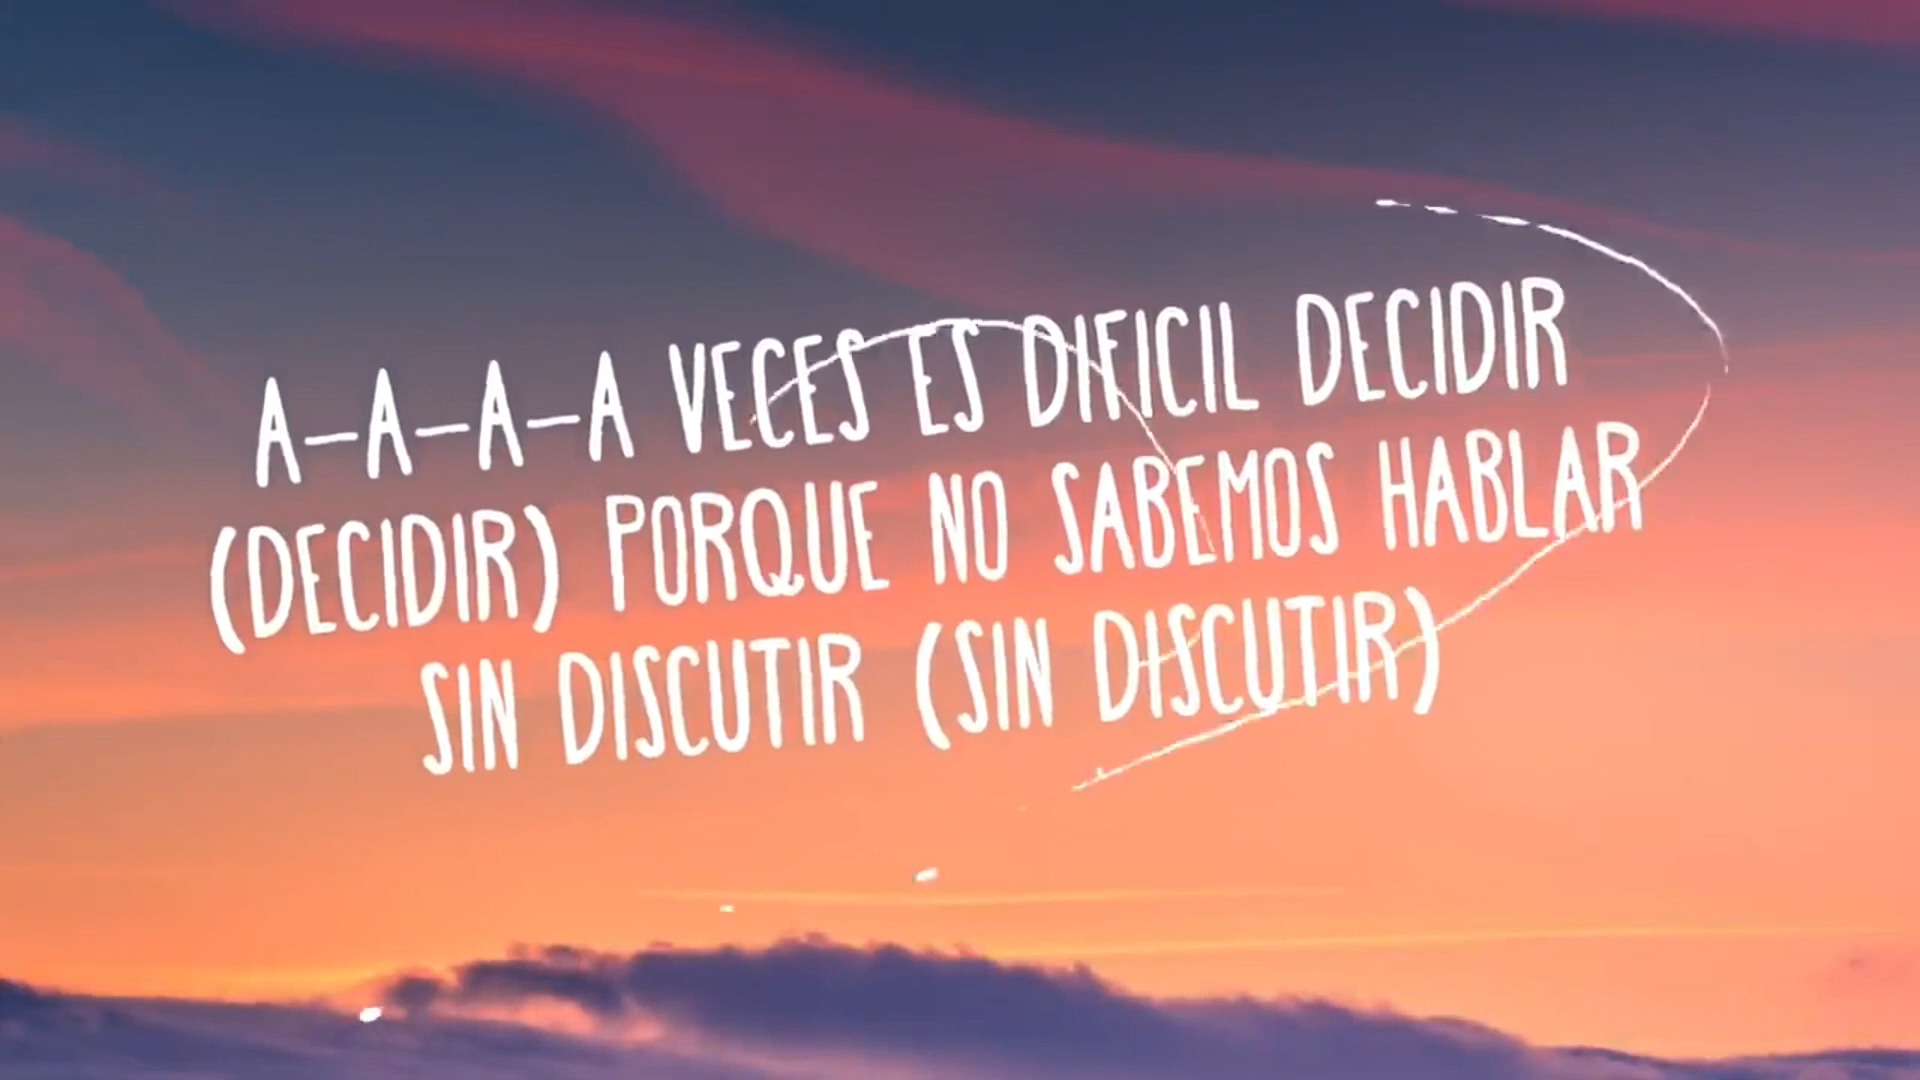 A-A-A-A VECES ES DIFICIL DECIDIR
(DECIDIR) PORQUE NO SABEMOS HABLAR
SIN DISCUTIR (SIN DISCUTIR)